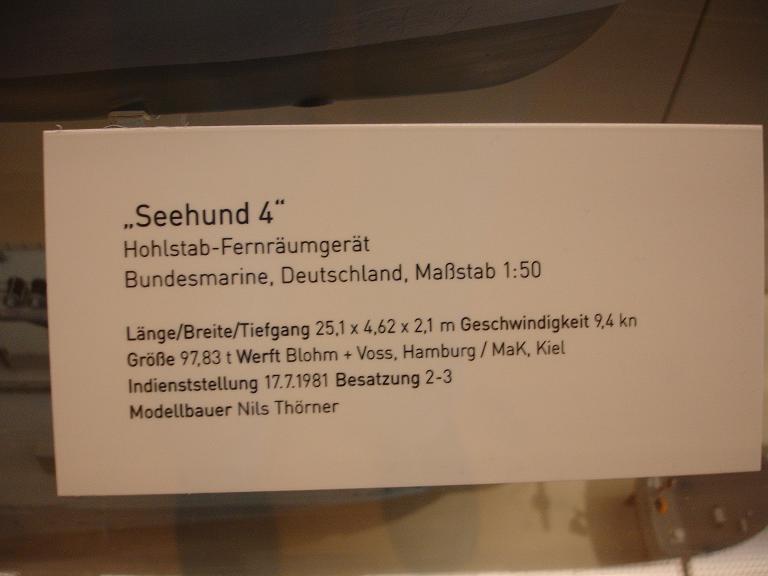 „Seehund 4“
Hohlstab-Fernräumgerät
Bundesmarine, Deutschland, Maßstab 1:50
Länge/Breite/Tiefgang 25,1 x 4,62 x 2,1 m Geschwindigkeit 9,4 kn
Größe 97,83 t Werft Blohm + Voss, Hamburg / MaK, Kiel
Indienststellung 17.7.1981 Besatzung 2-3
Modellbauer Nils Thörner